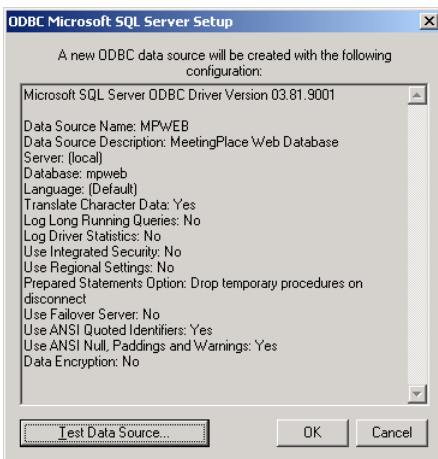 ODBC Microsoft SQL Server Setup
A new ODBC data source will be created with the following
configuration:
Microsoft SQL Server ODBC Driver Version 03.81.9001
Data Source Name: MPWEB
Data Source Description: MeetingPlace Web Database
Server: (local)
Database: mpweb
Language: (Default)
Translate Character Data: Yes
Log Long Running Queries: No
Log Driver Statistics: No
Use Integrated Security: No
Use Regional Settings: No
Prepared Statements Option: Drop temporary procedures on
disconnect
Use Failover Server: No
Use ANSI Quoted Identifiers: Yes
Use ANSI Null, Paddings and Warnings: Yes
Data Encryption: No
Test Data Source...
OK
Cancel